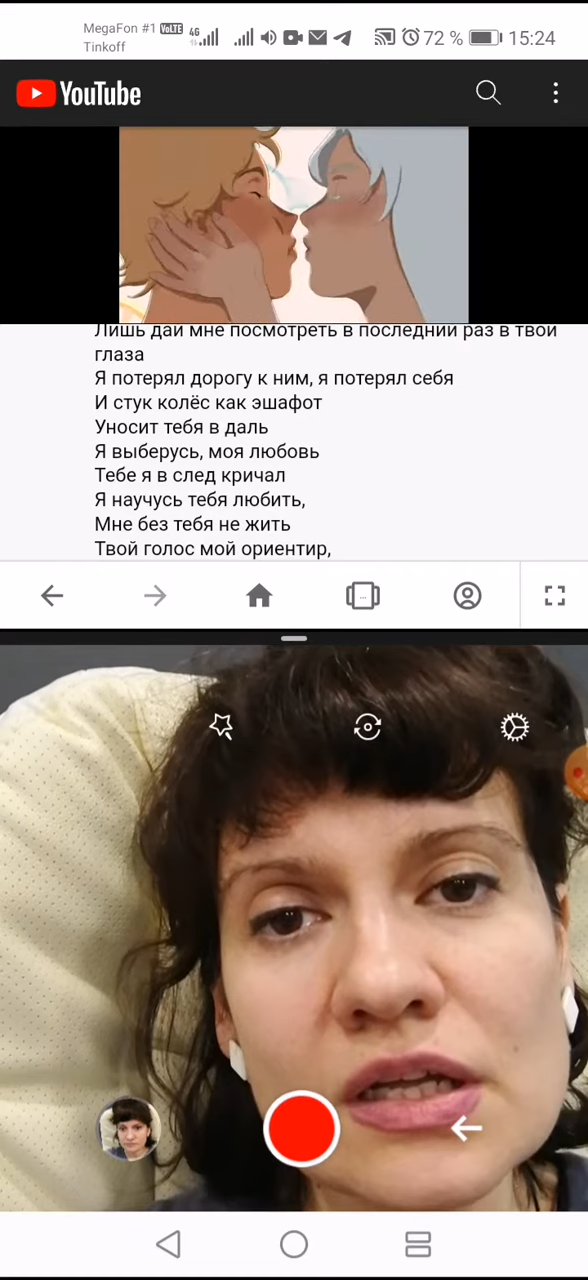 MegaFon #1 VoLTE 4G 72 % 15:24
Tinkoff
YouTube
Лишь дай мне посмотреть в последний раз в твои
глаза
Я потерял дорогу к ним, я потерял себя
И стук колёс как эшафот
Уносит тебя в даль
Я выберусь, моя любовь
Тебе я в след кричал
Я научусь тебя любить,
Мне без тебя не жить
Твой голос мой ориентир,